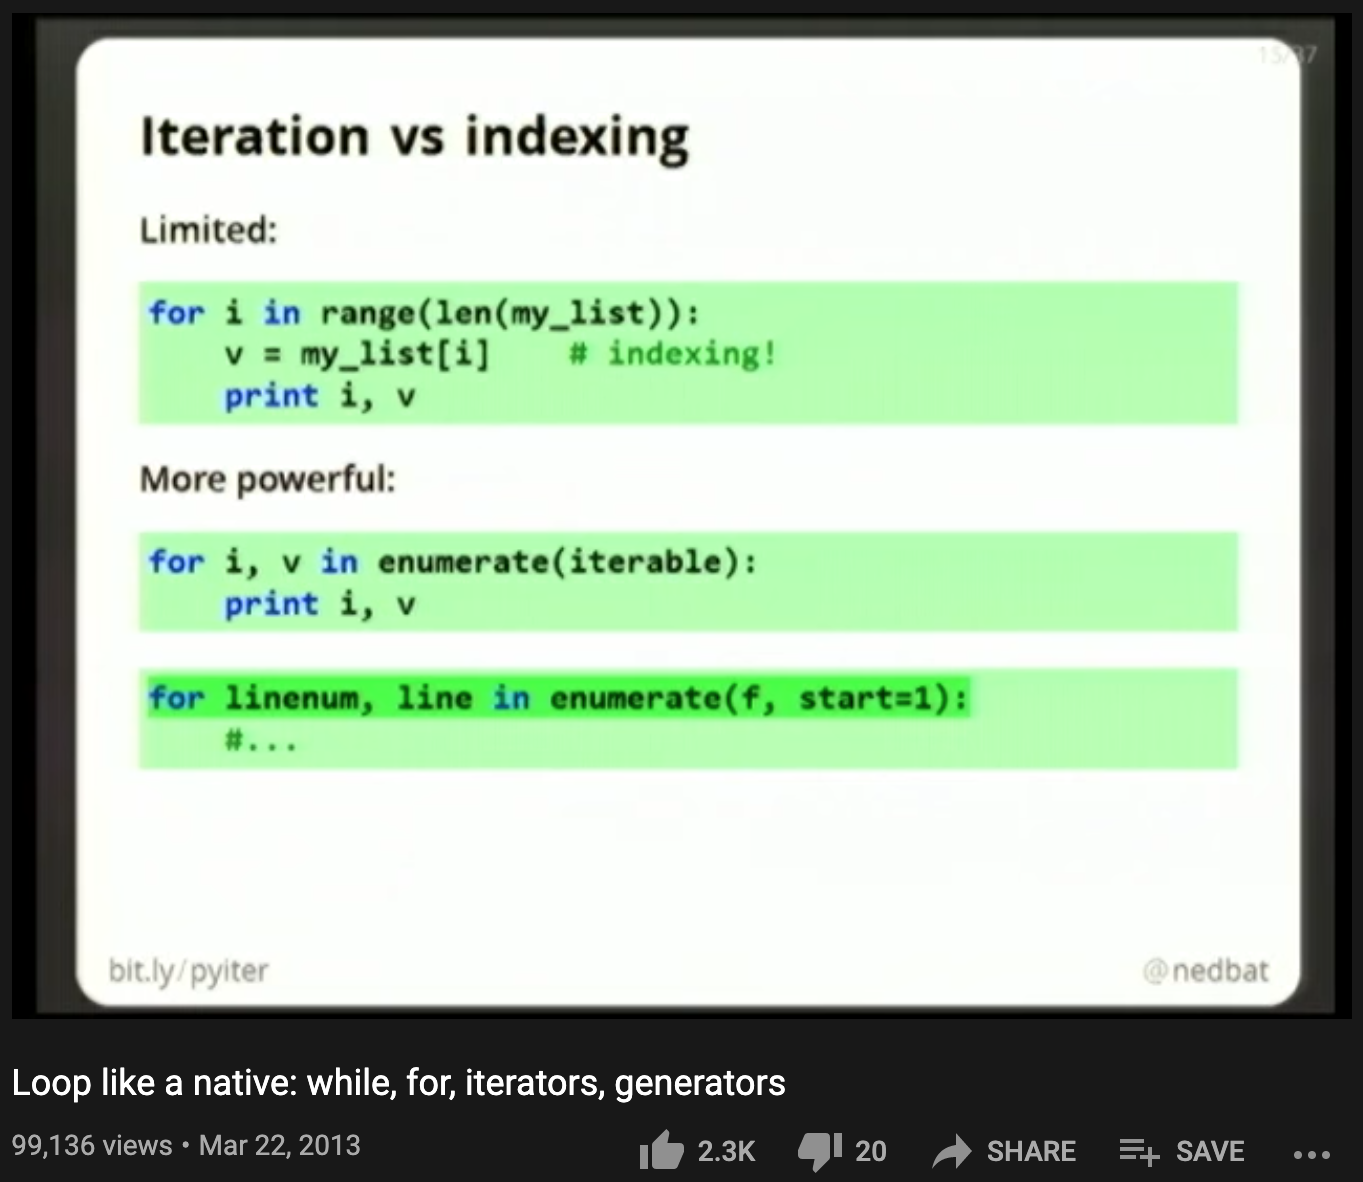 15/37
Iteration vs indexing
Limited:
for i in range(len(my_list)):
    v = my_list[i]    # indexing!
    print i, v
More powerful:
for i, v in enumerate(iterable):
    print i, v
for linenum, line in enumerate(f, start=1):
    #...
bit.ly/pyiter
@nedbat
Loop like a native: while, for, iterators, generators
99,136 views • Mar 22, 2013
2.3K 20 SHARE SAVE